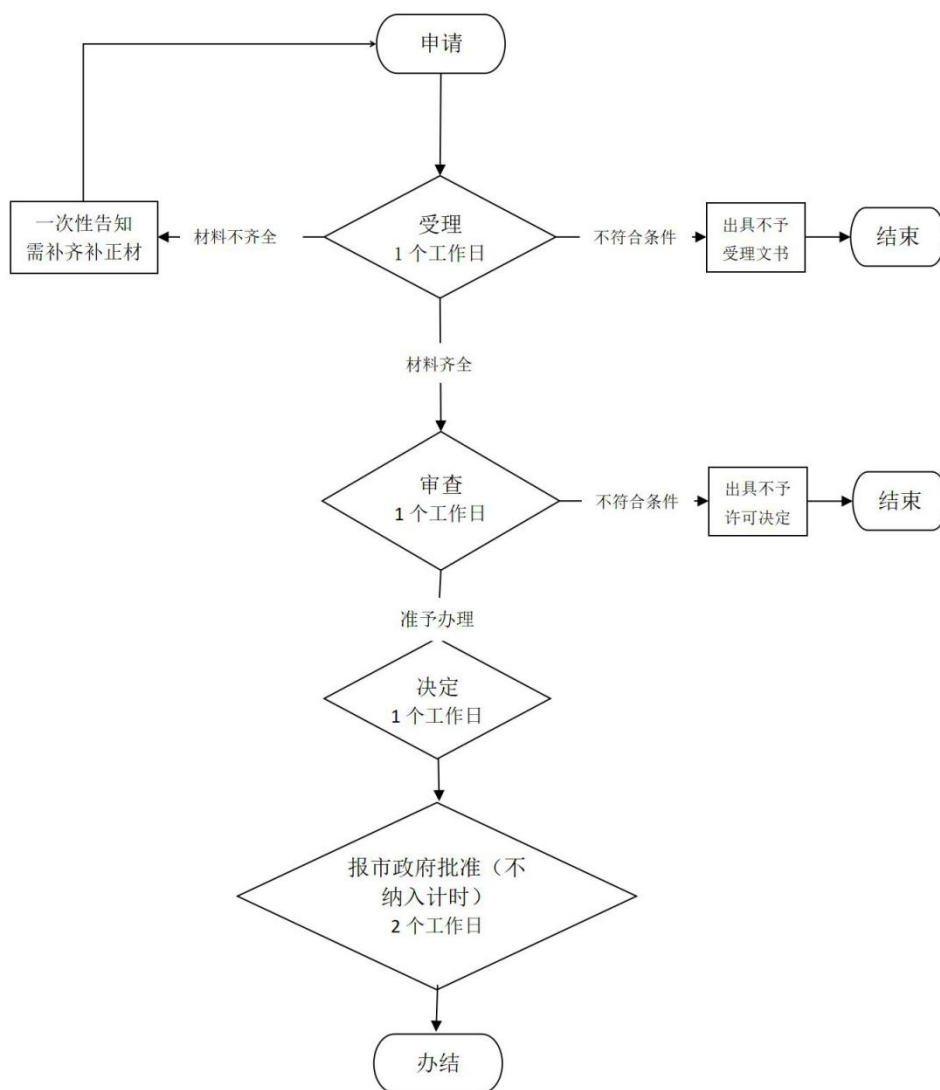 申请
一次性告知
需补齐补正材
材料不齐全
受理
1 个工作日
不符合条件
出具不予
受理文书
结束
材料齐全
审查
1 个工作日
不符合条件
出具不予
许可决定
结束
准予办理
决定
1 个工作日
报市政府批准（不
纳入计时）
2 个工作日
办结